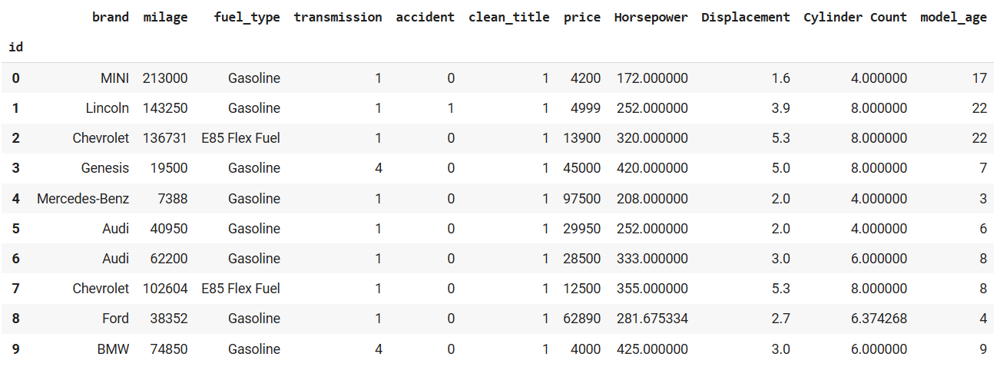 brand milage fuel_type transmission accident clean_title price Horsepower Displacement Cylinder Count model_age
id
0 MINI 213000 Gasoline 1 0 1 4200 172.000000 1.6 4.000000 17
1 Lincoln 143250 Gasoline 1 1 1 4999 252.000000 3.9 8.000000 22
2 Chevrolet 136731 E85 Flex Fuel 1 0 1 13900 320.000000 5.3 8.000000 22
3 Genesis 19500 Gasoline 4 0 1 45000 420.000000 5.0 8.000000 7
4 Mercedes-Benz 7388 Gasoline 1 0 1 97500 208.000000 2.0 4.000000 3
5 Audi 40950 Gasoline 1 0 1 29950 252.000000 2.0 4.000000 6
6 Audi 62200 Gasoline 1 0 1 28500 333.000000 3.0 6.000000 8
7 Chevrolet 102604 E85 Flex Fuel 1 0 1 12500 355.000000 5.3 8.000000 8
8 Ford 38352 Gasoline 1 0 1 62890 281.675334 2.7 6.374268 4
9 BMW 74850 Gasoline 4 0 1 4000 425.000000 3.0 6.000000 9